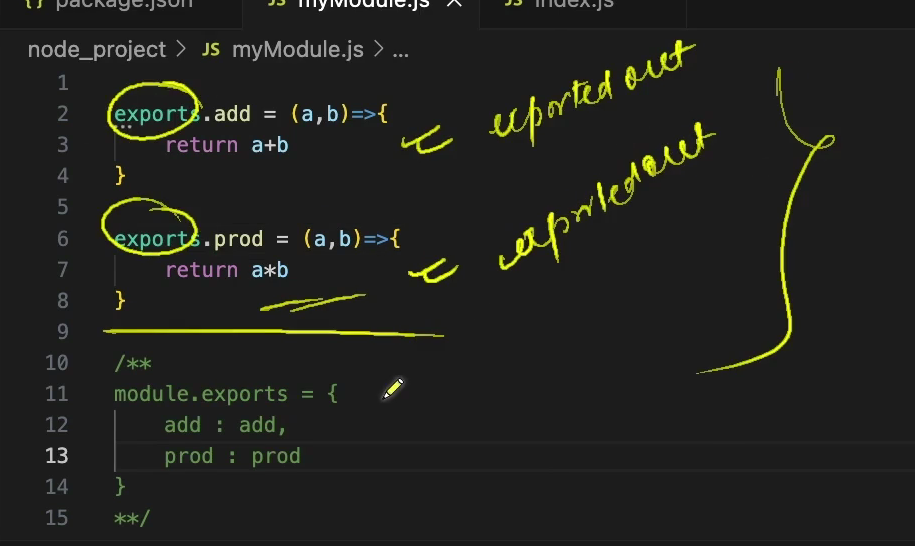 {} package.json JS myModule.js × JS index.js
node_project > JS myModule.js > ...
1
2 exports.add = (a,b)=>{
3 return a+b
4 }
5
6 exports.prod = (a,b)=>{
7 return a*b
8 }
9
10 /**
11 module.exports = {
12 add : add,
13 prod : prod
14 }
15 **/
exported out
exported out